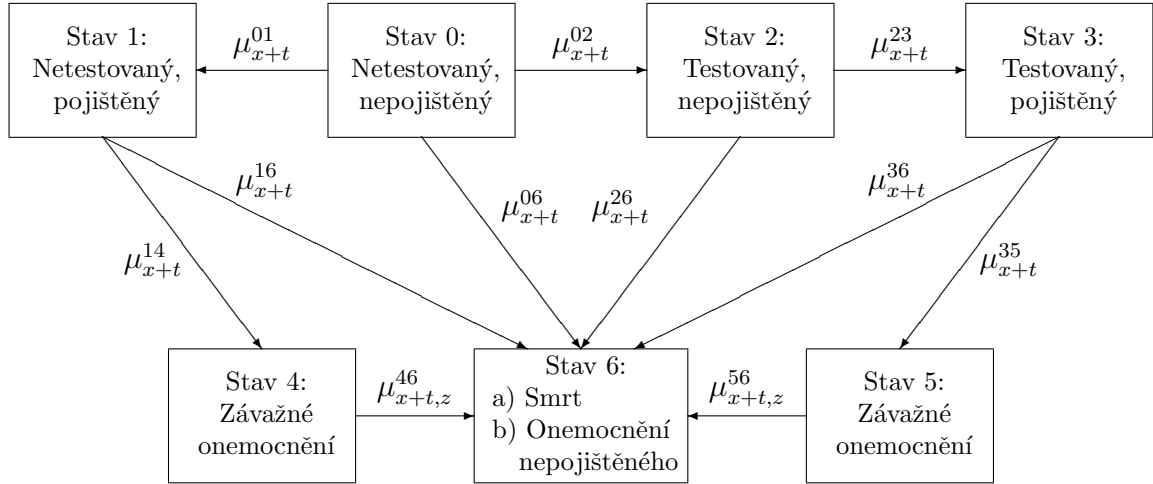 Stav 1:
Netestovaný,
pojištěný
μ^{01}_{x+t}
Stav 0:
Netestovaný,
nepojištěný
μ^{02}_{x+t}
Stav 2:
Testovaný,
nepojištěný
μ^{23}_{x+t}
Stav 3:
Testovaný,
pojištěný
μ^{16}_{x+t}
μ^{06}_{x+t}
μ^{26}_{x+t}
μ^{36}_{x+t}
μ^{14}_{x+t}
μ^{35}_{x+t}
Stav 4:
Závažné
onemocnění
μ^{46}_{x+t,z}
Stav 6:
a) Smrt
b) Onemocnění
nepojištěného
μ^{56}_{x+t,z}
Stav 5:
Závažné
onemocnění